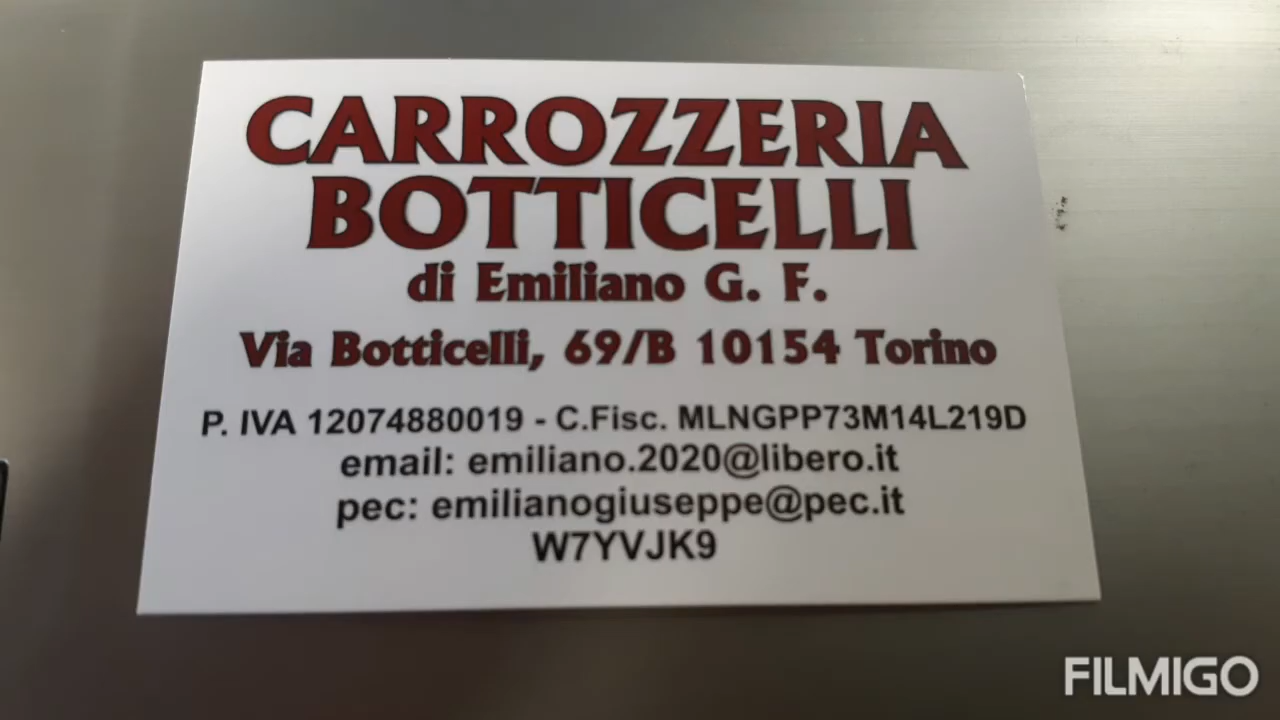 CARROZZERIA
BOTTICELLI
di Emiliano G. F.
Via Botticelli, 69/B 10154 Torino
P. IVA 12074880019 - C.Fisc. MLNGPP73M14L219D
email: emiliano.2020@libero.it
pec: emilianogiuseppe@pec.it
W7YVJK9
FILMIGO